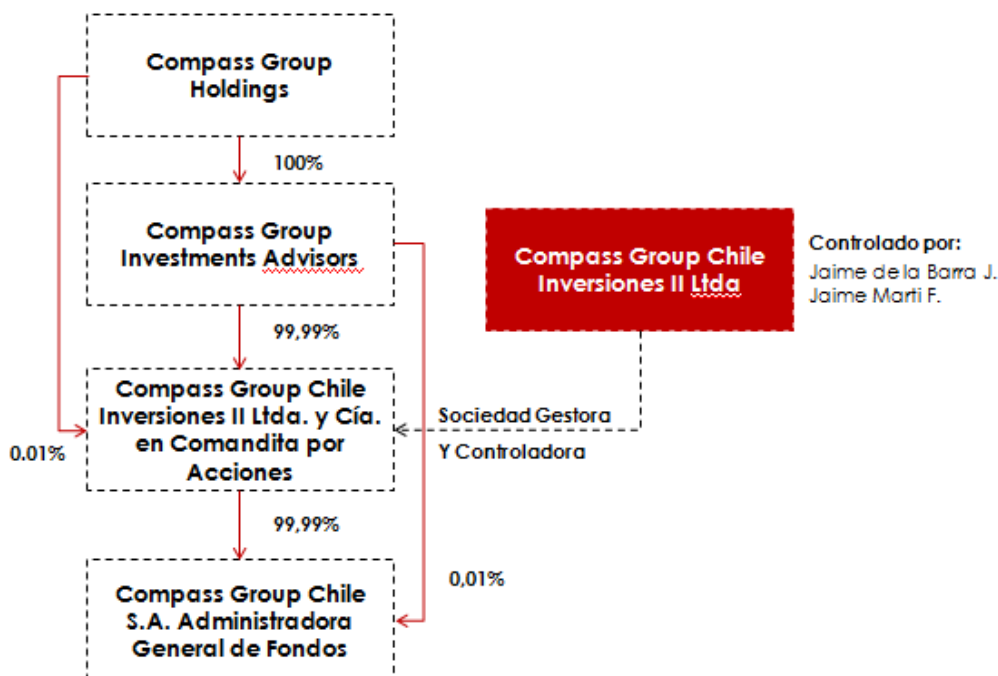 Compass Group
Holdings
100%
Compass Group
Investments Advisors
Compass Group Chile
Inversiones II Ltda
Controlado por:
Jaime de la Barra J.
Jaime Marti F.
99,99%
Compass Group Chile
Inversiones II Ltda. y Cía.
en Comandita por
Acciones
Sociedad Gestora
Y Controladora
0.01%
99,99%
0,01%
Compass Group Chile
S.A. Administradora
General de Fondos